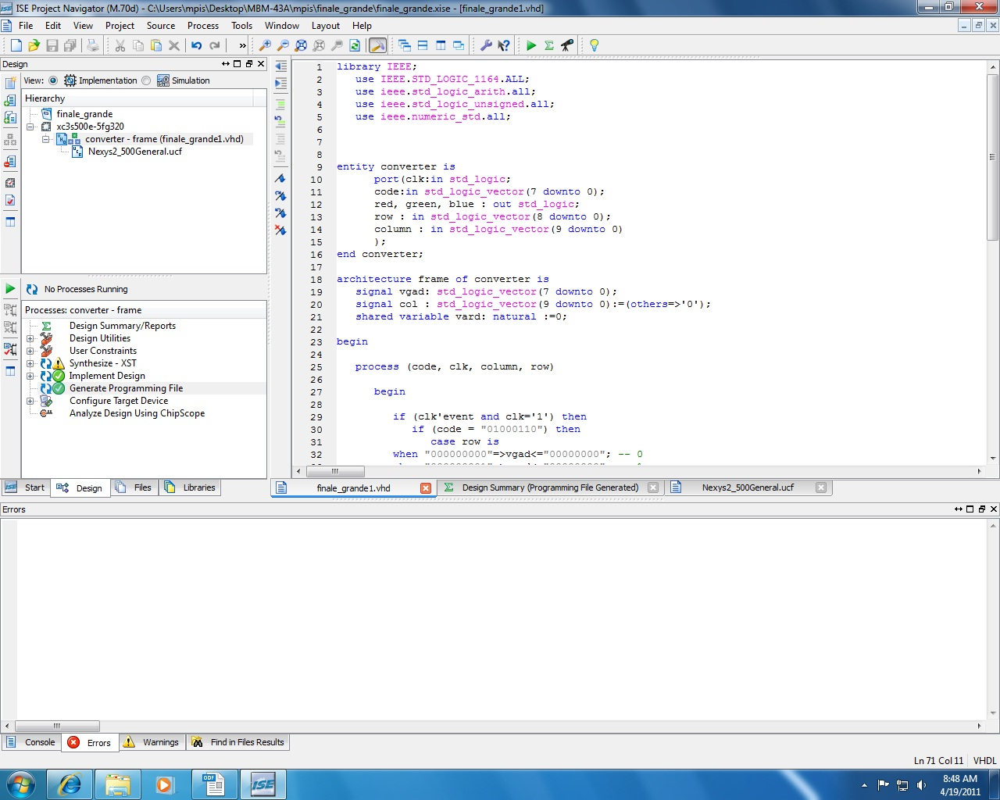 ISE Project Navigator (M.70d) - C:\Users\mpis\Desktop\MBM-43A\mpis\finale_grande\finale_grande.xise - [finale_grande1.vhd]
File Edit View Project Source Process Tools Window Layout Help
Design
View: Implementation Simulation
Hierarchy
finale_grande
xc3s500e-5fg320
converter - frame (finale_grande1.vhd)
Nexys2_500General.ucf
No Processes Running
Processes: converter - frame
Design Summary/Reports
Design Utilities
User Constraints
Synthesize - XST
Implement Design
Generate Programming File
Configure Target Device
Analyze Design Using ChipScope
Start Design Files Libraries
1 library IEEE;
2 use IEEE.STD_LOGIC_1164.ALL;
3 use ieee.std_logic_arith.all;
4 use ieee.std_logic_unsigned.all;
5 use ieee.numeric_std.all;
6
7
8
9 entity converter is
10 port(clk:in std_logic;
11 code:in std_logic_vector(7 downto 0);
12 red, green, blue : out std_logic;
13 row : in std_logic_vector(8 downto 0);
14 column : in std_logic_vector(9 downto 0)
15 );
16 end converter;
17
18 architecture frame of converter is
19 signal vgad: std_logic_vector(7 downto 0);
20 signal col : std_logic_vector(9 downto 0):=(others=>'0');
21 shared variable vard: natural :=0;
22
23 begin
24
25 process (code, clk, column, row)
26
27 begin
28
29 if (clk'event and clk='1') then
30 if (code = "01000110") then
31 case row is
32 when "000000000"=>vgad<="00000000"; -- 0
finale_grande1.vhd Design Summary (Programming File Generated) Nexys2_500General.ucf
Errors
Console Errors Warnings Find in Files Results
Ln 71 Col 11 VHDL
ODF
ISE
8:48 AM
4/19/2011